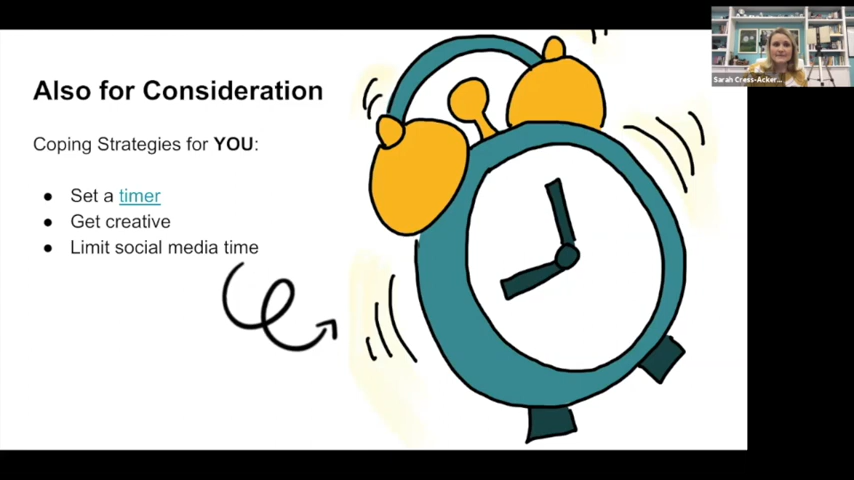 Also for Consideration
Coping Strategies for YOU:
● Set a timer
● Get creative
● Limit social media time
Sarah Cress-Acker...